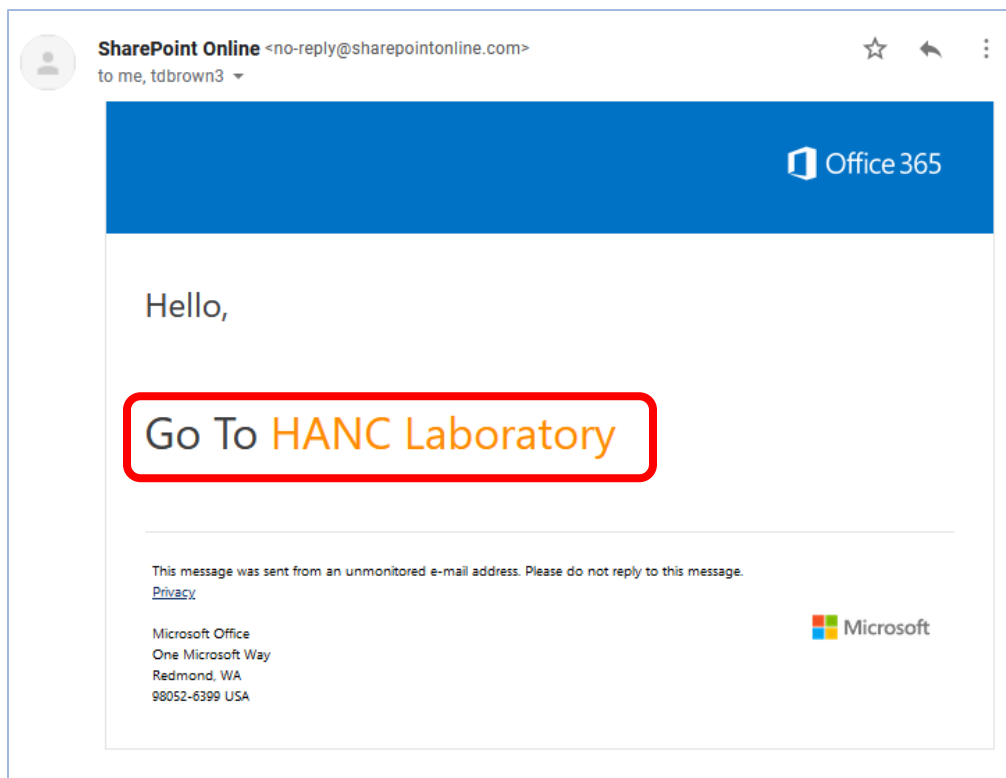 SharePoint Online <no-reply@sharepointonline.com>
to me, tdbrown3
Office 365
Hello,
Go To HANC Laboratory
This message was sent from an unmonitored e-mail address. Please do not reply to this message.
Privacy
Microsoft Office
One Microsoft Way
Redmond, WA
98052-6399 USA
Microsoft